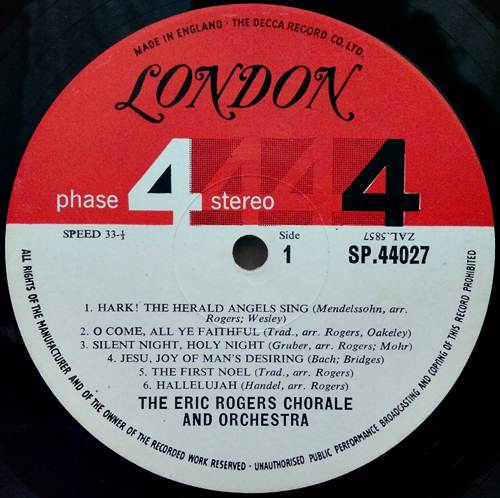 MADE IN ENGLAND · THE DECCA RECORD CO. LTD.
LONDON
phase 4 stereo
4 4 4
SPEED 33-⅓
Side
1
ZAL.5857
SP.44027
1. HARK! THE HERALD ANGELS SING (Mendelssohn, arr.
Rogers; Wesley)
2. O COME, ALL YE FAITHFUL (Trad., arr. Rogers, Oakeley)
3. SILENT NIGHT, HOLY NIGHT (Gruber, arr. Rogers; Mohr)
4. JESU, JOY OF MAN'S DESIRING (Bach; Bridges)
5. THE FIRST NOEL (Trad., arr. Rogers)
6. HALLELUJAH (Handel, arr. Rogers)
THE ERIC ROGERS CHORALE
AND ORCHESTRA
ALL RIGHTS OF THE MANUFACTURER AND OF THE OWNER OF THE RECORDED WORK RESERVED · UNAUTHORISED PUBLIC PERFORMANCE BROADCASTING AND COPYING OF THIS RECORD PROHIBITED